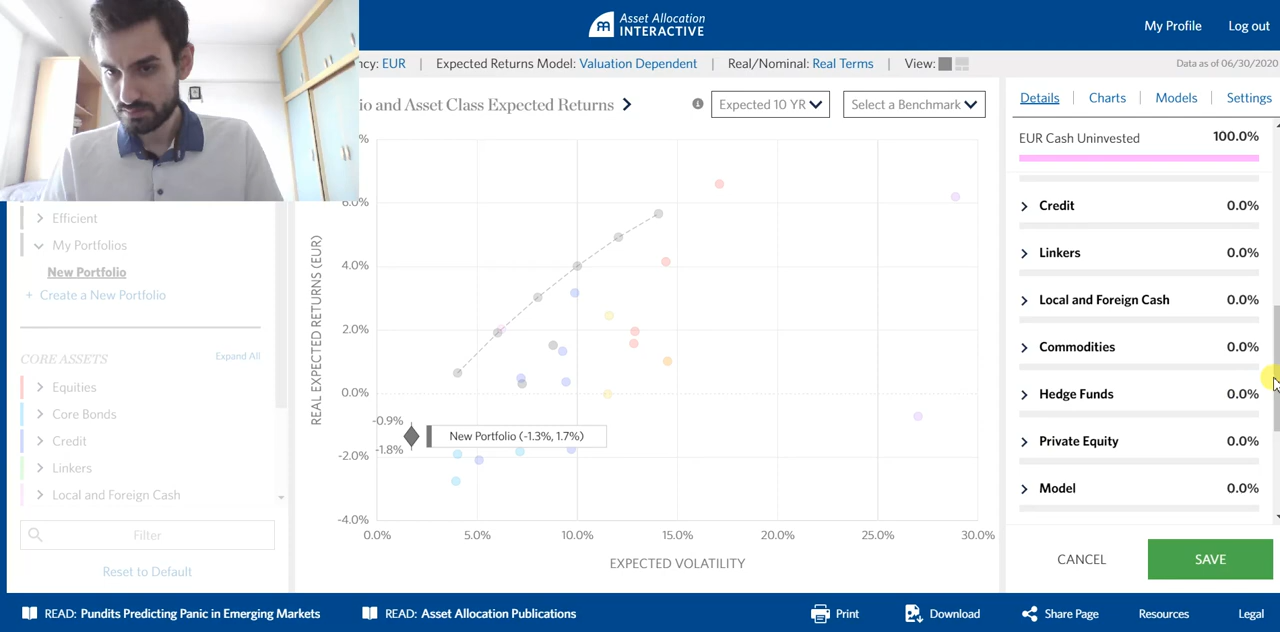 Asset Allocation
INTERACTIVE
My Profile
Log out
ncy: EUR | Expected Returns Model: Valuation Dependent | Real/Nominal: Real Terms | View:
Data as of 06/30/2020
io and Asset Class Expected Returns
Expected 10 YR
Select a Benchmark
Details | Charts | Models | Settings
EUR Cash Uninvested 100.0%
Credit 0.0%
Linkers 0.0%
Local and Foreign Cash 0.0%
Commodities 0.0%
Hedge Funds 0.0%
Private Equity 0.0%
Model 0.0%
CANCEL
SAVE
Efficient
My Portfolios
New Portfolio
+ Create a New Portfolio
CORE ASSETS
Expand All
Equities
Core Bonds
Credit
Linkers
Local and Foreign Cash
Filter
Reset to Default
REAL EXPECTED RETURNS (EUR)
%
6.0%
4.0%
2.0%
0.0%
-0.9%
-1.8%
-2.0%
-4.0%
New Portfolio (-1.3%, 1.7%)
0.0% 5.0% 10.0% 15.0% 20.0% 25.0% 30.0%
EXPECTED VOLATILITY
READ: Pundits Predicting Panic in Emerging Markets
READ: Asset Allocation Publications
Print
Download
Share Page
Resources
Legal